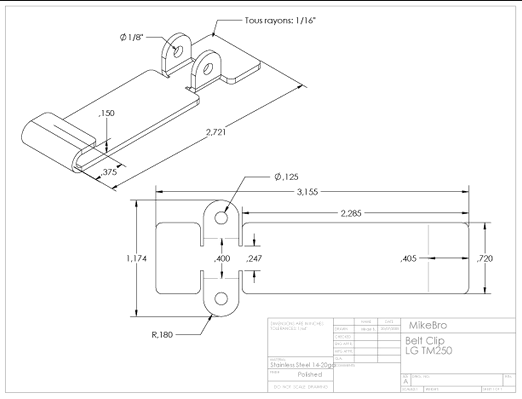 Tous rayons: 1/16"
Ø1/8"
,150
2,721
,375
Ø,125
3,155
2,285
1,174
,400
,247
,405
,720
R,180
MikeBro
Belt Clip
LG TM250
Stainless Steel 14-20ga
Polished
DO NOT SCALE DRAWING
A